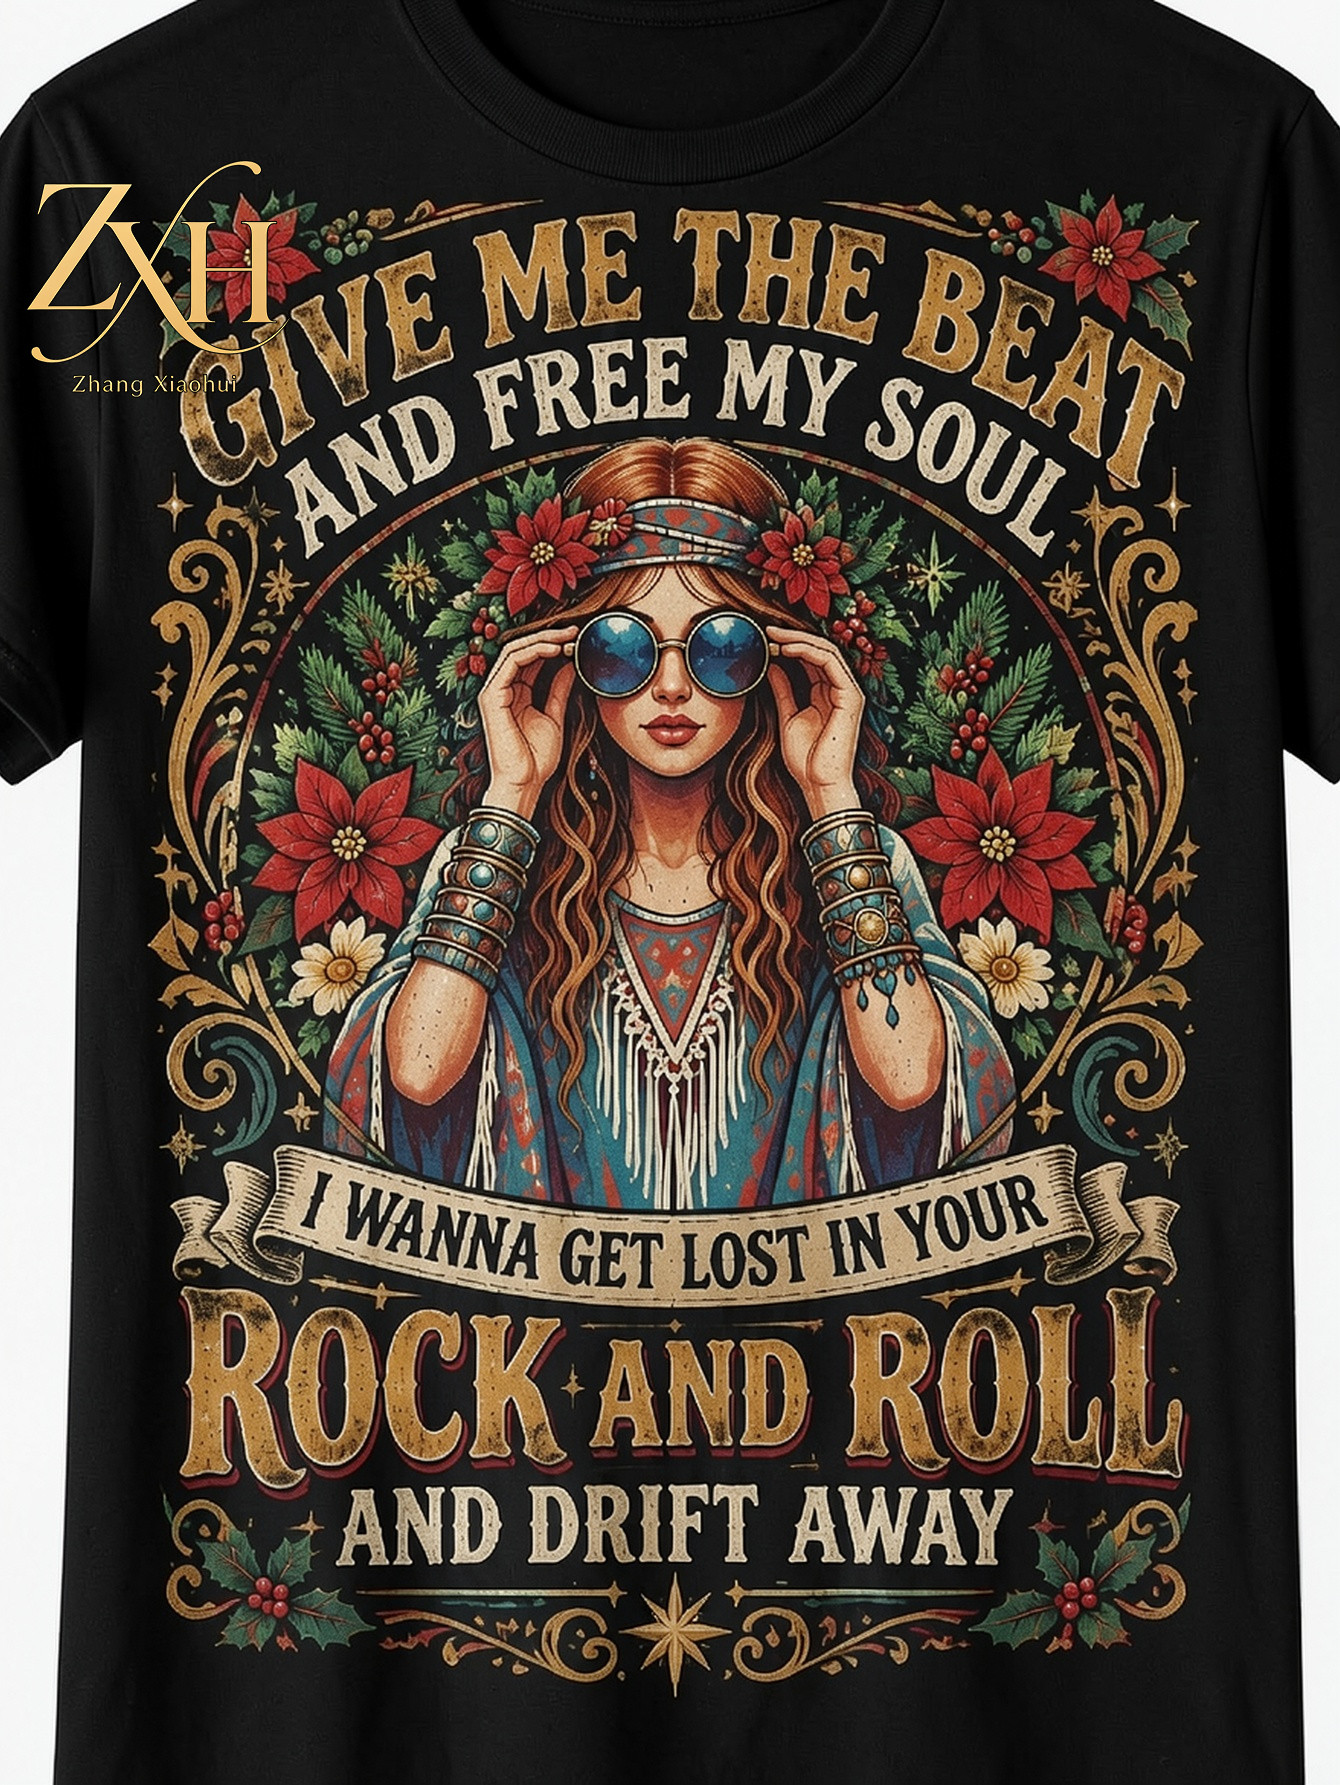 ZXH
Zhang Xiaohui
GIVE ME THE BEAT
AND FREE MY SOUL
I WANNA GET LOST IN YOUR
ROCK AND ROLL
AND DRIFT AWAY